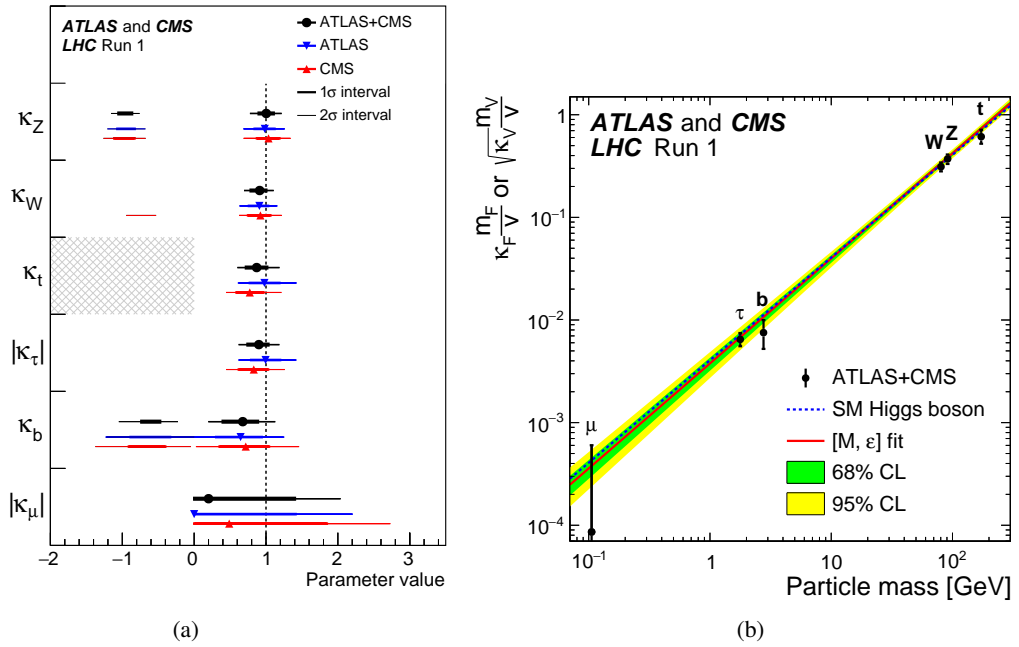 ATLAS and CMS
LHC Run 1
ATLAS+CMS
ATLAS
CMS
1σ interval
2σ interval
κZ
κW
κt
|κτ|
κb
|κμ|
−2 −1 0 1 2 3
Parameter value
(a)
κF mF/v or √κV mV/v
ATLAS and CMS
LHC Run 1
1
10−1
10−2
10−3
10−4
t
W Z
τ b
μ
ATLAS+CMS
SM Higgs boson
[M, ε] fit
68% CL
95% CL
10−1 1 10 102
Particle mass [GeV]
(b)